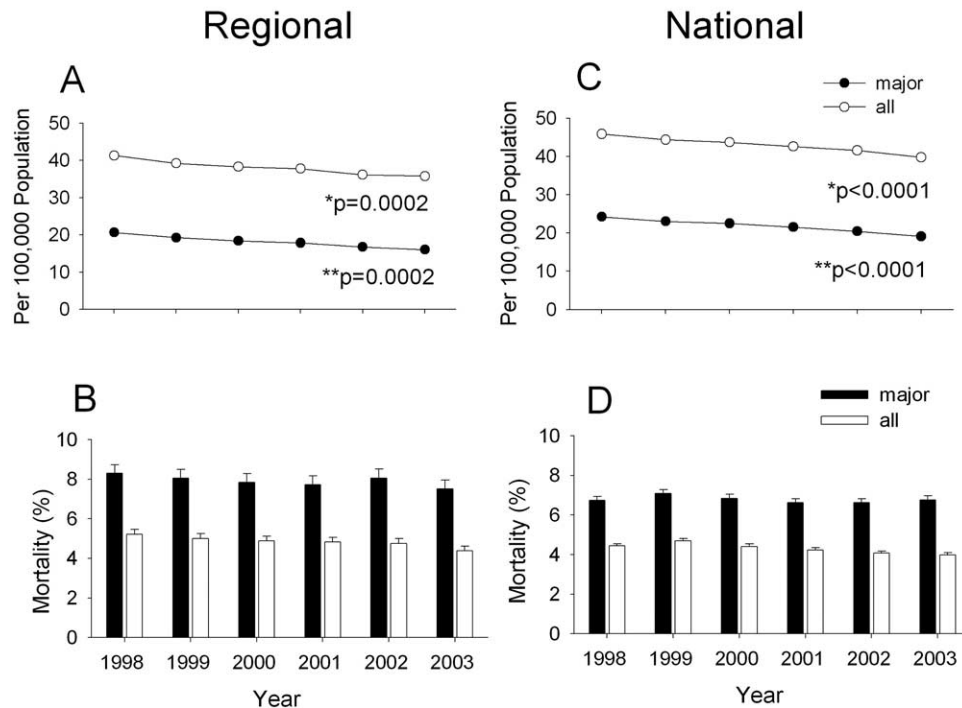 Regional
National
A
Per 100,000 Population
50
40
30
20
10
0
*p=0.0002
**p=0.0002
C
major
all
Per 100,000 Population
50
40
30
20
10
0
*p<0.0001
**p<0.0001
B
Mortality (%)
10
8
6
4
2
0
1998 1999 2000 2001 2002 2003
Year
D
major
all
Mortality (%)
10
8
6
4
2
0
1998 1999 2000 2001 2002 2003
Year